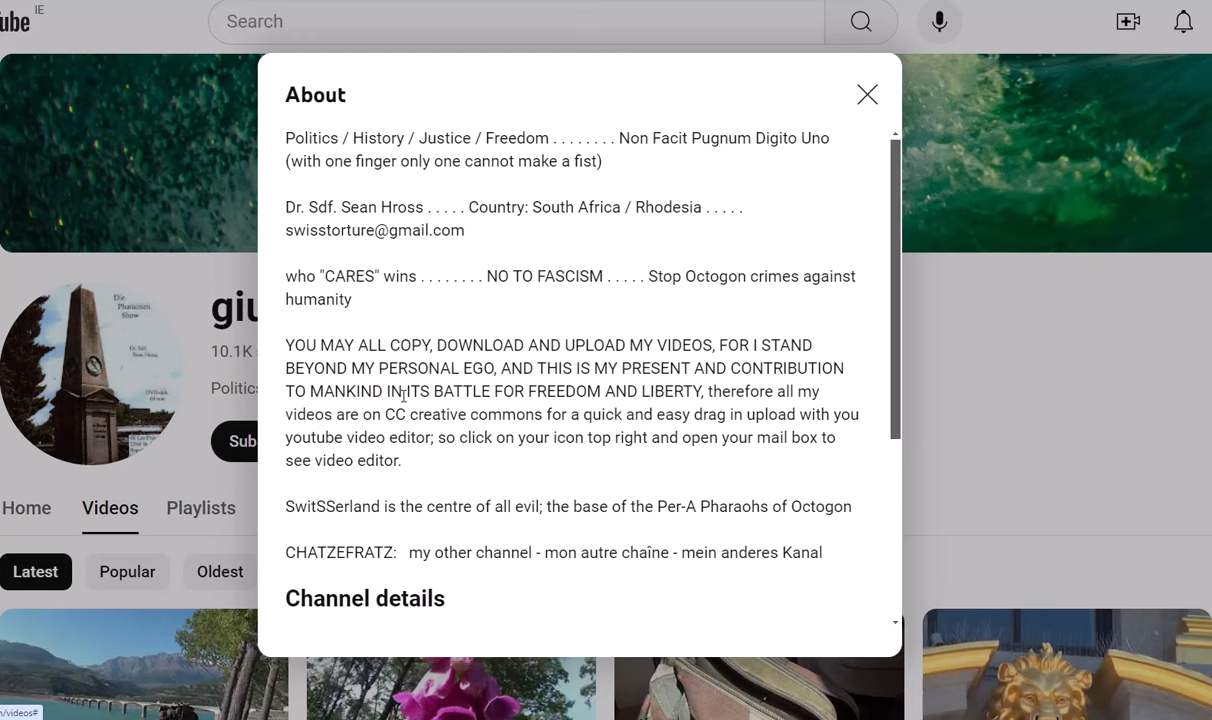 ube IE
Search
About
Politics / History / Justice / Freedom . . . . . . . . Non Facit Pugnum Digito Uno
(with one finger only one cannot make a fist)
Dr. Sdf. Sean Hross . . . . . Country: South Africa / Rhodesia . . . . .
swisstorture@gmail.com
who "CARES" wins . . . . . . . . NO TO FASCISM . . . . . Stop Octogon crimes against
humanity
YOU MAY ALL COPY, DOWNLOAD AND UPLOAD MY VIDEOS, FOR I STAND
BEYOND MY PERSONAL EGO, AND THIS IS MY PRESENT AND CONTRIBUTION
TO MANKIND IN ITS BATTLE FOR FREEDOM AND LIBERTY, therefore all my
videos are on CC creative commons for a quick and easy drag in upload with you
youtube video editor; so click on your icon top right and open your mail box to
see video editor.
SwitSSerland is the centre of all evil; the base of the Per-A Pharaohs of Octogon
CHATZEFRATZ: my other channel - mon autre chaîne - mein anderes Kanal
Channel details
Die
Pharaonen
Show
giu
10.1K
Politics
Sub
Home Videos Playlists
Latest Popular Oldest
n/videos#